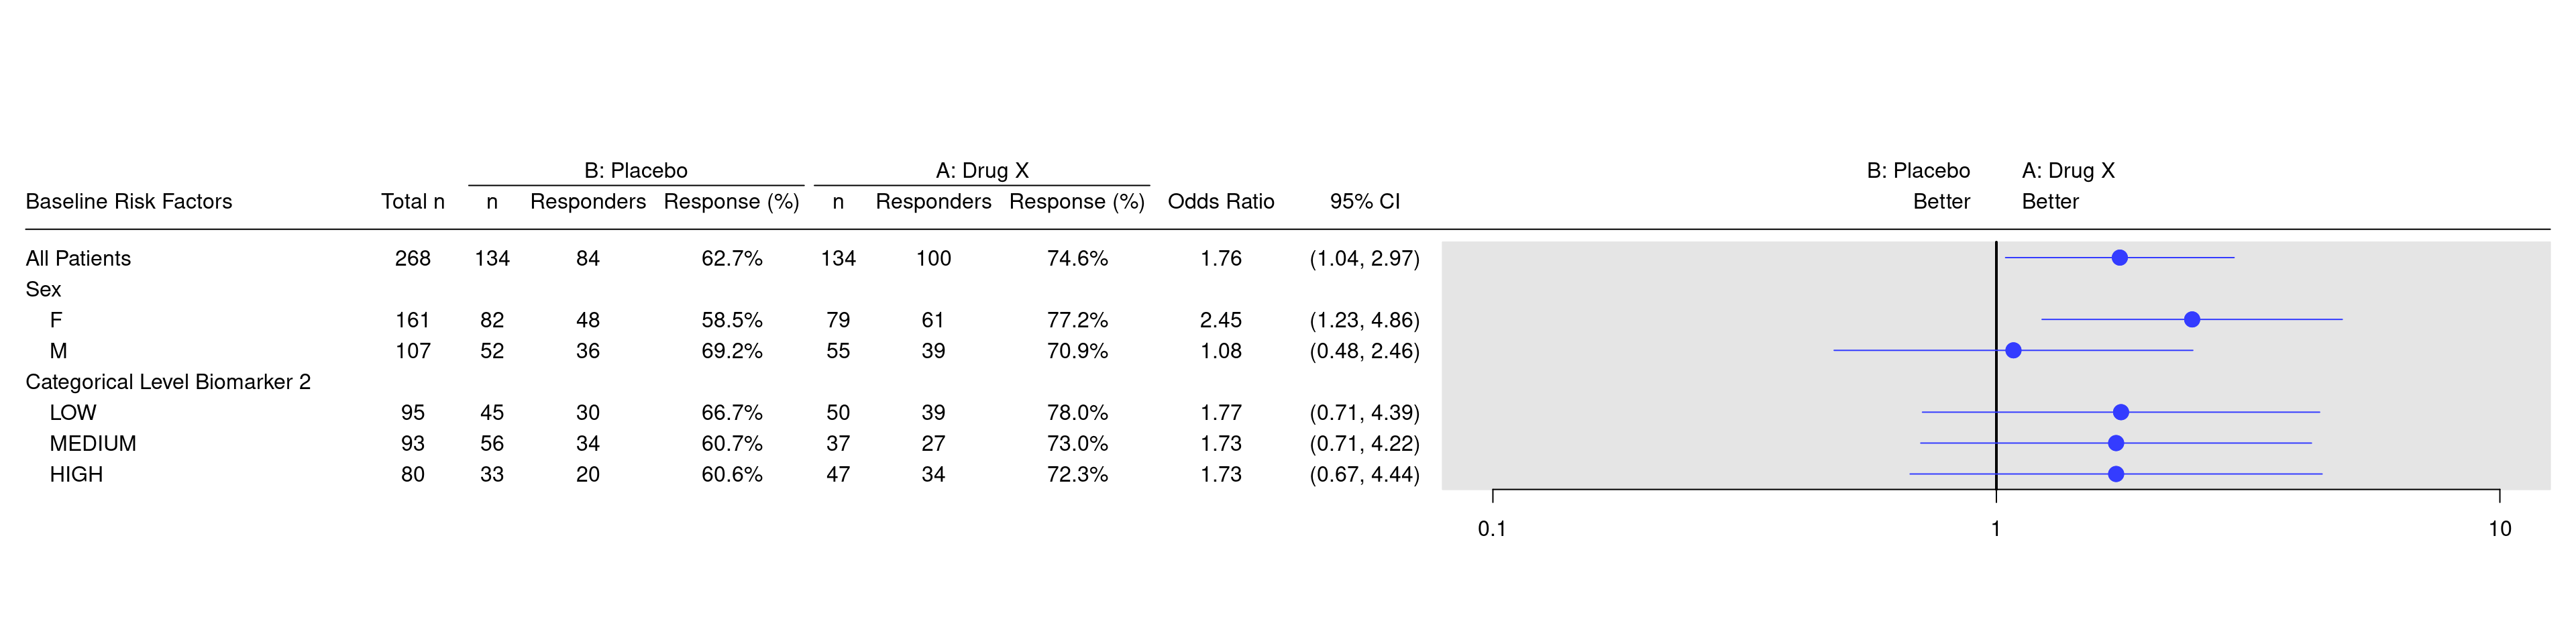 B: Placebo A: Drug X B: Placebo A: Drug X
Baseline Risk Factors Total n n Responders Response (%) n Responders Response (%) Odds Ratio 95% CI Better Better
All Patients 268 134 84 62.7% 134 100 74.6% 1.76 (1.04, 2.97)
Sex
F 161 82 48 58.5% 79 61 77.2% 2.45 (1.23, 4.86)
M 107 52 36 69.2% 55 39 70.9% 1.08 (0.48, 2.46)
Categorical Level Biomarker 2
LOW 95 45 30 66.7% 50 39 78.0% 1.77 (0.71, 4.39)
MEDIUM 93 56 34 60.7% 37 27 73.0% 1.73 (0.71, 4.22)
HIGH 80 33 20 60.6% 47 34 72.3% 1.73 (0.67, 4.44)
0.1 1 10